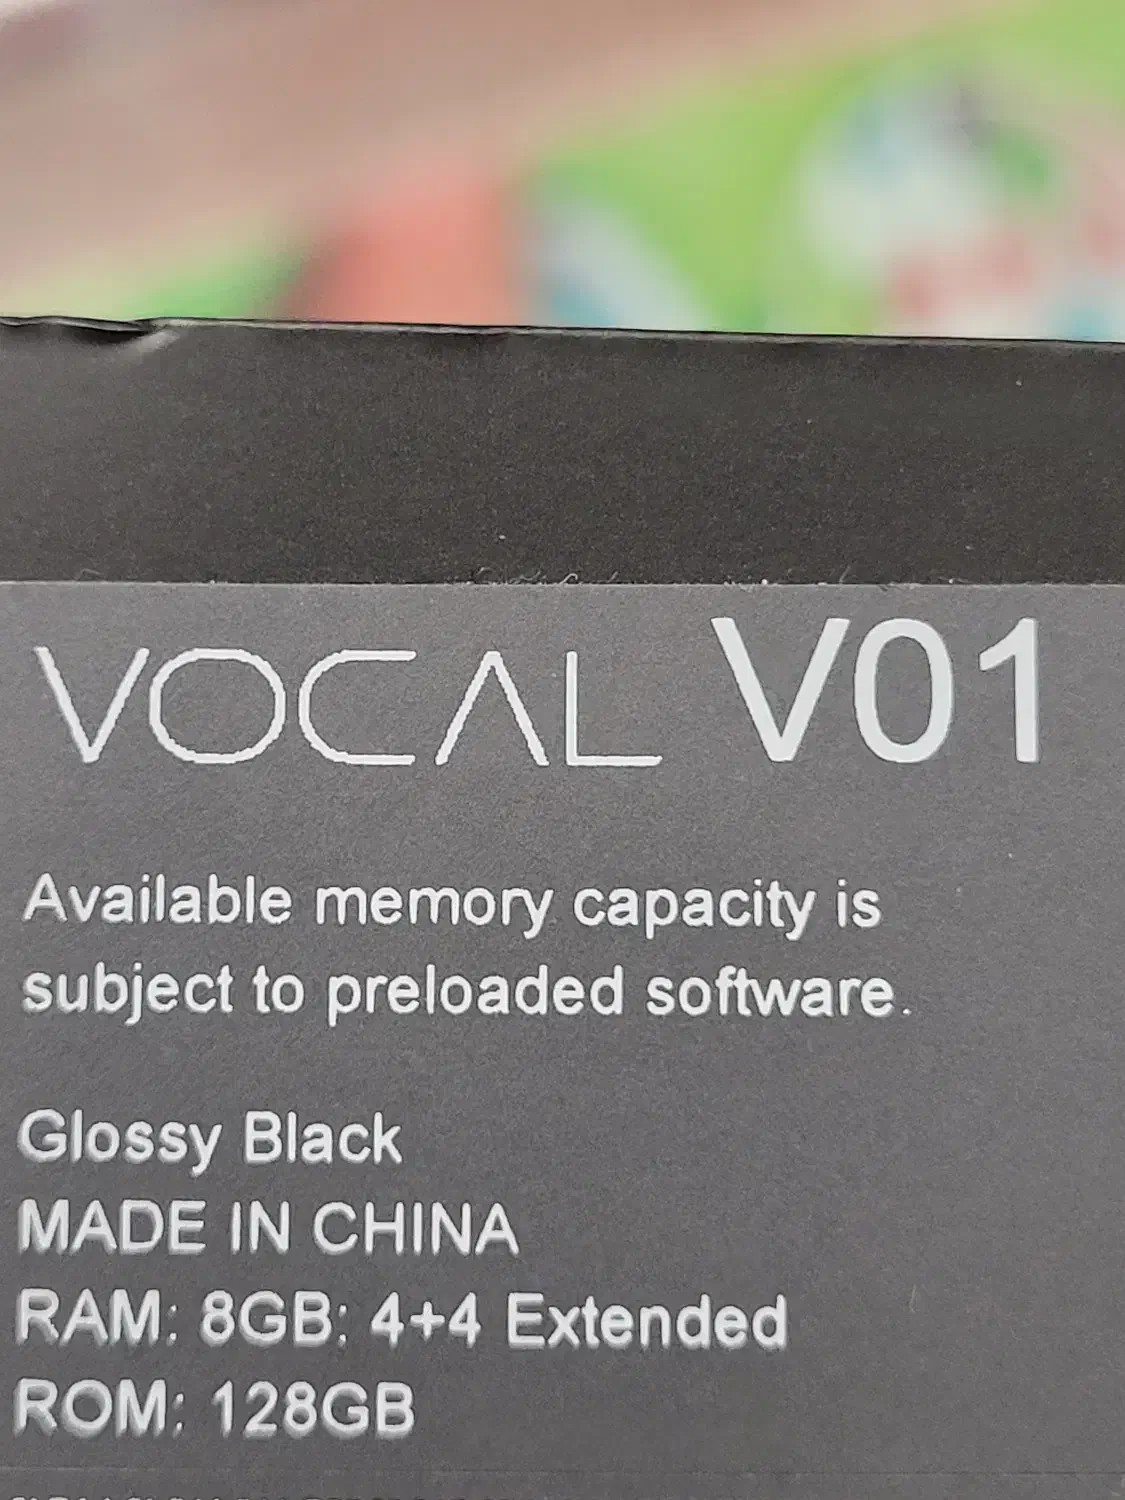 VOCAL V01
Available memory capacity is
subject to preloaded software.
Glossy Black
MADE IN CHINA
RAM: 8GB: 4+4 Extended
ROM: 128GB